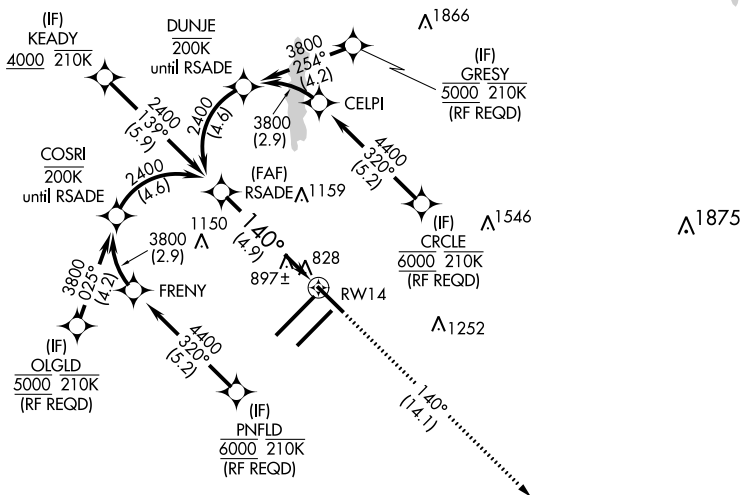 (IF)
KEADY
4000 210K
DUNJE
200K
until RSADE
1866
3800
254°
(4.2)
(IF)
GRESY
5000 210K
(RF REQD)
CELPI
3800
(2.9)
2400
139°
(5.9)
2400
(4.6)
4400
320°
(5.2)
COSRI
200K
until RSADE
2400
(4.6)
(FAF)
RSADE
1159
1150
(IF)
CRCLE
6000 210K
(RF REQD)
1546
1875
140°
(4.9)
3800
(2.9)
828
897±
RW14
3800
025°
(4.2)
FRENY
1252
(IF)
OLGLD
5000 210K
(RF REQD)
4400
320°
(5.2)
(IF)
PNFLD
6000 210K
(RF REQD)
140°
(14.1)